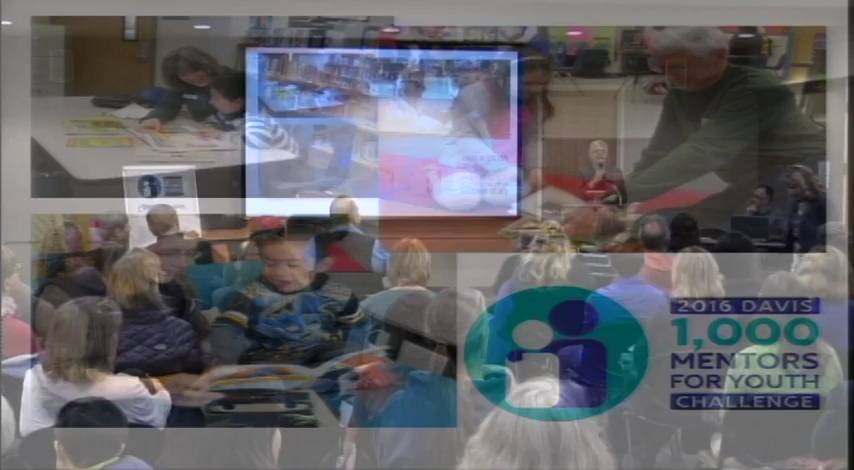 2016 DAVIS
1,000
MENTORS
FOR YOUTH
CHALLENGE